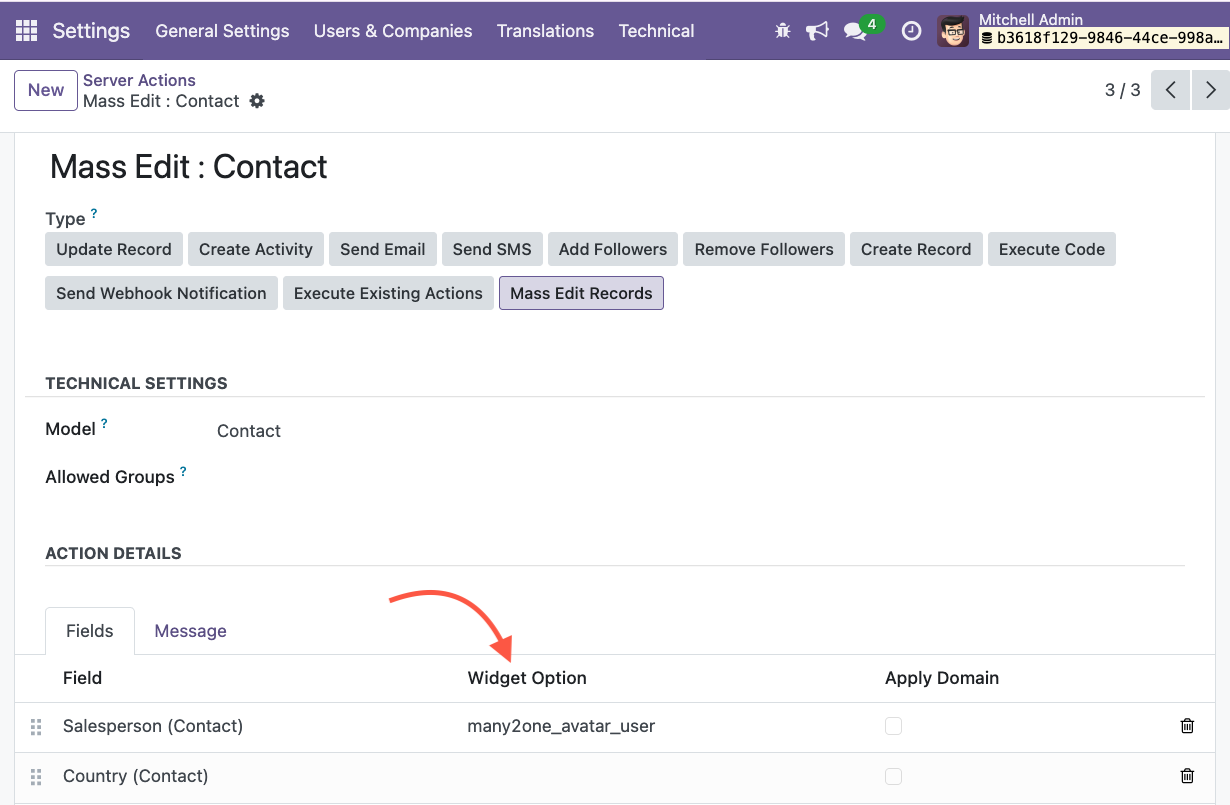 Settings General Settings Users & Companies Translations Technical 4 Mitchell Admin
b3618f129-9846-44ce-998a…
New Server Actions
Mass Edit : Contact 3 / 3
Mass Edit : Contact
Type ?
Update Record Create Activity Send Email Send SMS Add Followers Remove Followers Create Record Execute Code
Send Webhook Notification Execute Existing Actions Mass Edit Records
TECHNICAL SETTINGS
Model ? Contact
Allowed Groups ?
ACTION DETAILS
Fields Message
Field Widget Option Apply Domain
Salesperson (Contact) many2one_avatar_user
Country (Contact)